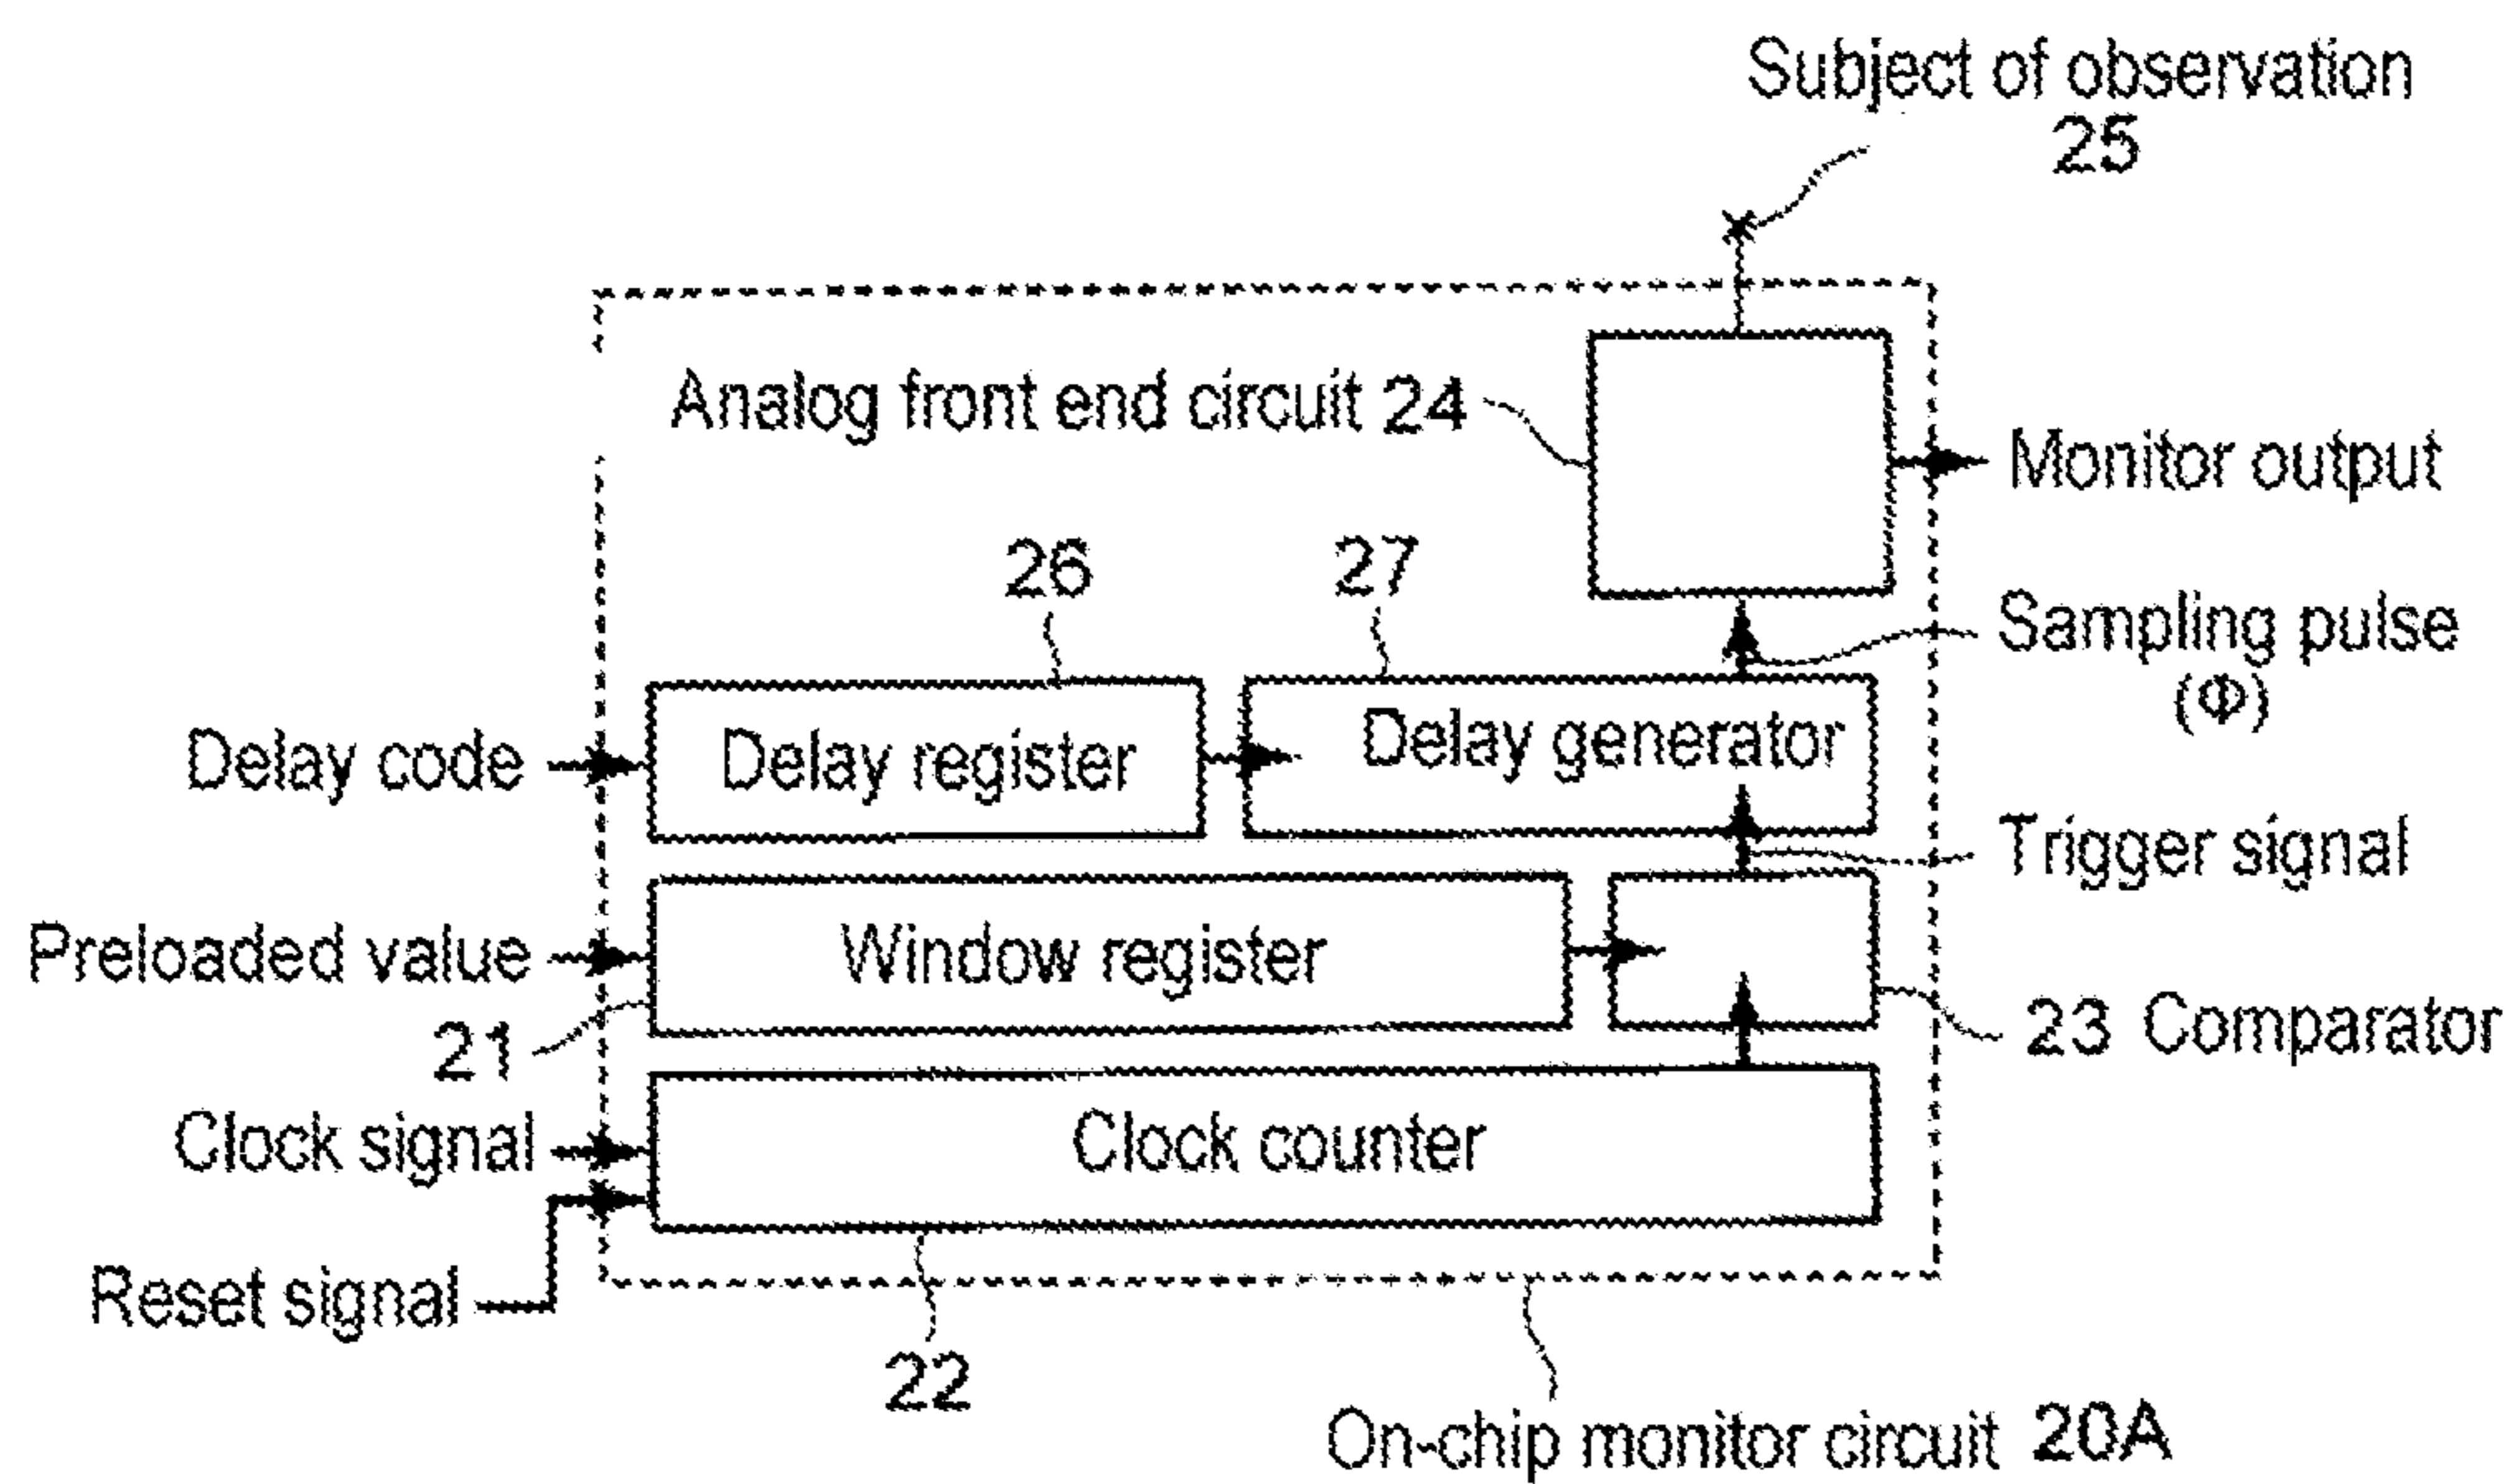 Subject of observation
25
Analog front end circuit 24
Monitor output
26
27
Sampling pulse
(Φ)
Delay code
Delay register
Delay generator
Trigger signal
Preloaded value
Window register
21
23 Comparator
Clock signal
Clock counter
Reset signal
22
On-chip monitor circuit 20A